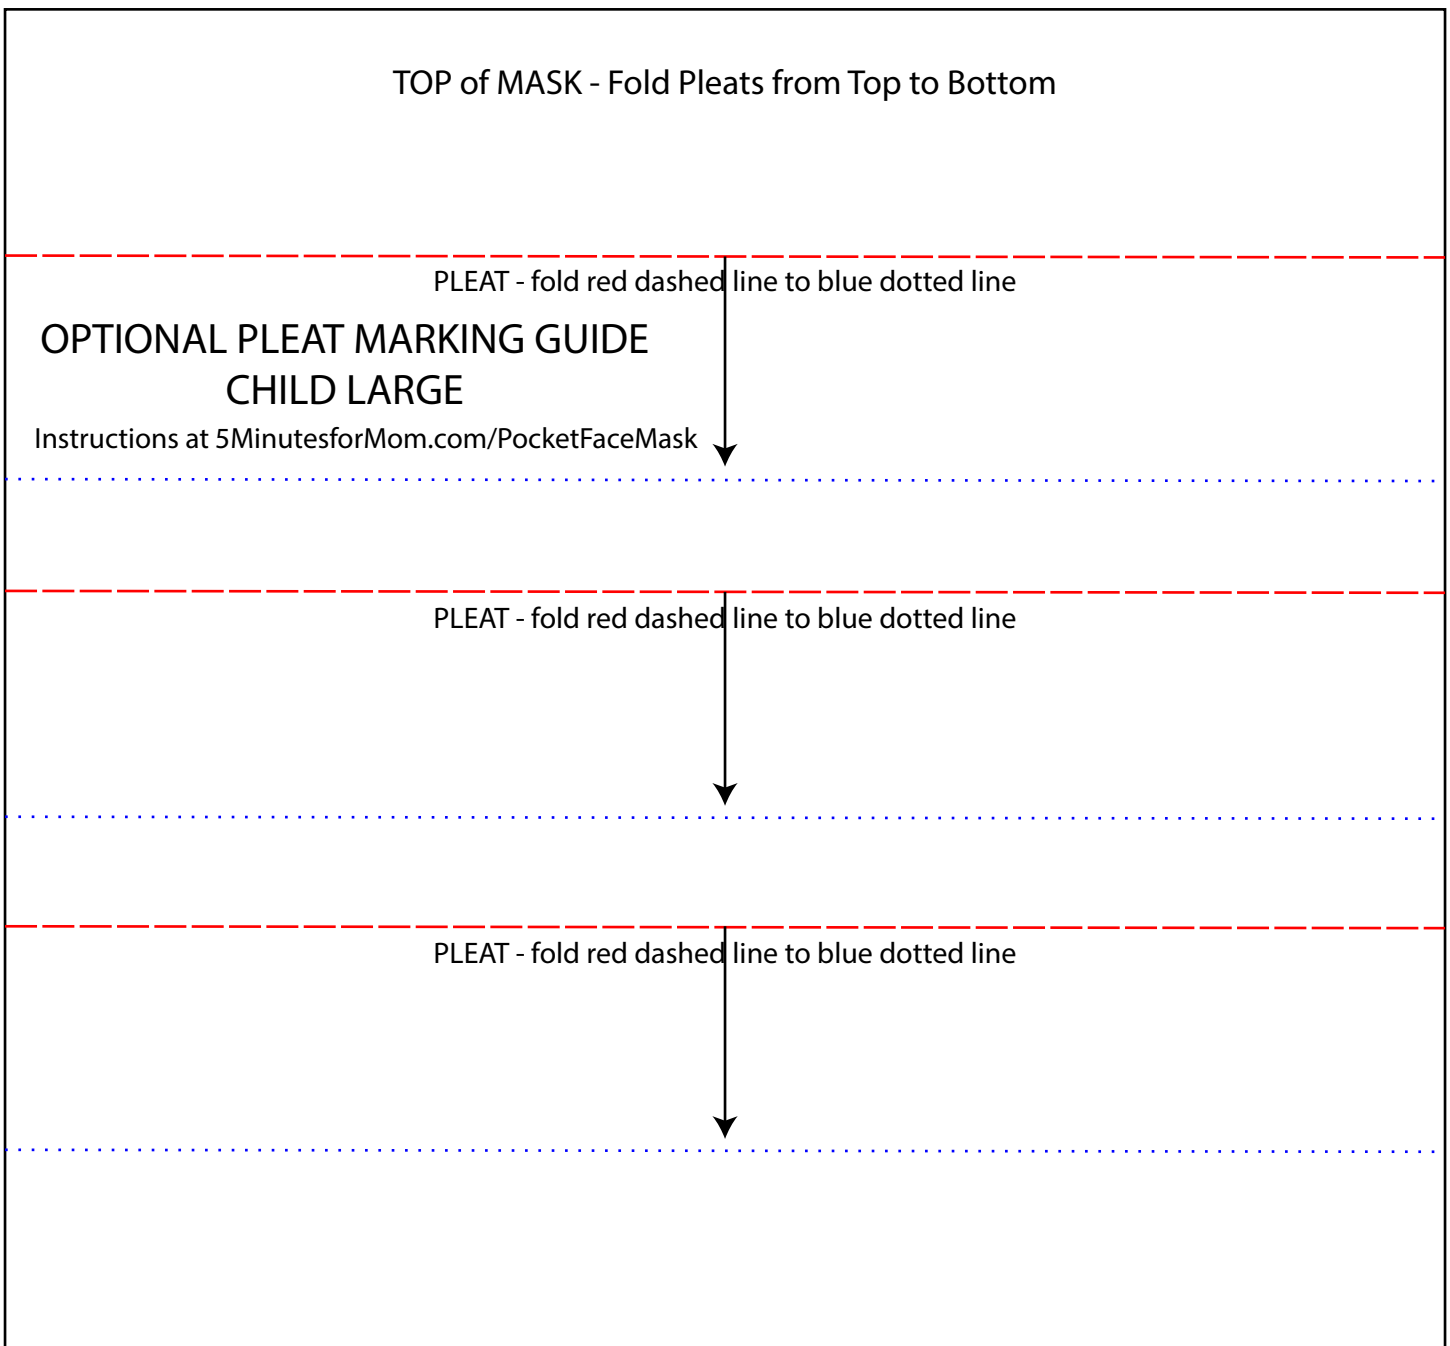 TOP of MASK - Fold Pleats from Top to Bottom
PLEAT - fold red dashed line to blue dotted line
OPTIONAL PLEAT MARKING GUIDE
CHILD LARGE
Instructions at 5MinutesforMom.com/PocketFaceMask
PLEAT - fold red dashed line to blue dotted line
PLEAT - fold red dashed line to blue dotted line